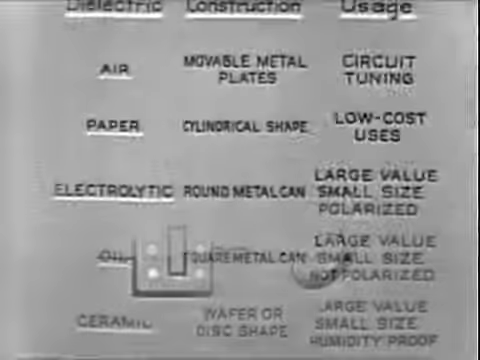 Dielectric Construction Usage
AIR MOVABLE METAL PLATES CIRCUIT TUNING
PAPER CYLINDRICAL SHAPE LOW-COST USES
ELECTROLYTIC ROUND METAL CAN LARGE VALUE SMALL SIZE POLARIZED
OIL SQUARE METAL CAN LARGE VALUE SMALL SIZE NOT POLARIZED
CERAMIC WAFER OR DISC SHAPE LARGE VALUE SMALL SIZE HUMIDITY PROOF